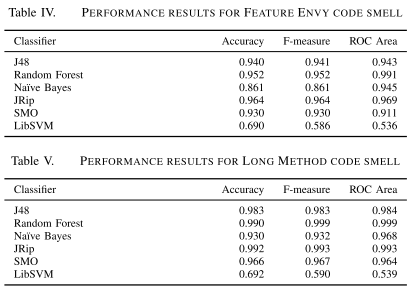 Table IV. PERFORMANCE RESULTS FOR FEATURE ENVY CODE SMELL
Classifier Accuracy F-measure ROC Area
J48 0.940 0.941 0.943
Random Forest 0.952 0.952 0.991
Naïve Bayes 0.861 0.861 0.945
JRip 0.964 0.964 0.969
SMO 0.930 0.930 0.911
LibSVM 0.690 0.586 0.536
Table V. PERFORMANCE RESULTS FOR LONG METHOD CODE SMELL
Classifier Accuracy F-measure ROC Area
J48 0.983 0.983 0.984
Random Forest 0.990 0.999 0.999
Naïve Bayes 0.930 0.932 0.968
JRip 0.992 0.993 0.993
SMO 0.966 0.967 0.964
LibSVM 0.692 0.590 0.539